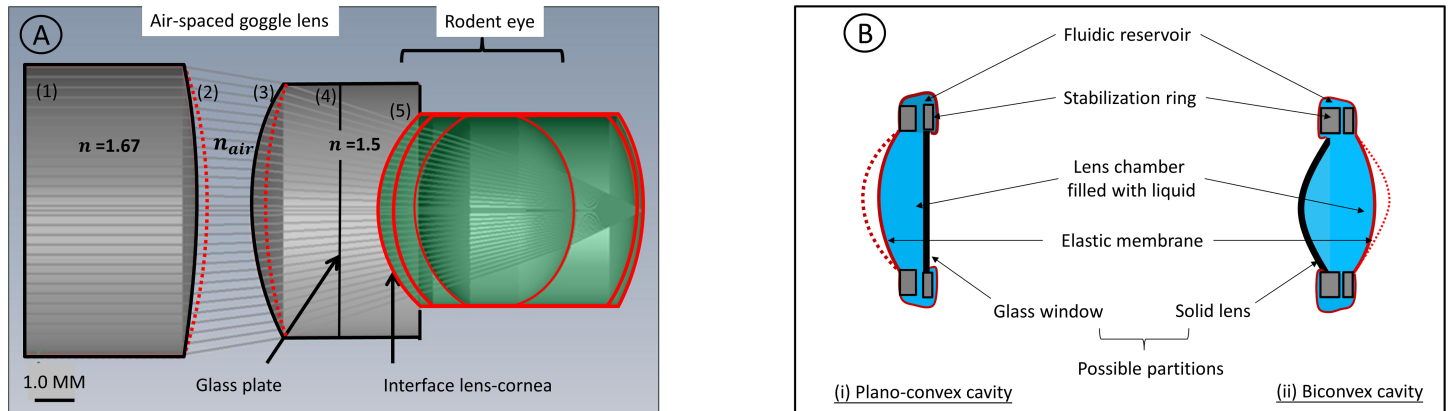 Air-spaced goggle lens
Rodent eye
A
(1)
(2)
(3)
(4)
(5)
n =1.67
n_air
n =1.5
1.0 MM
Glass plate
Interface lens-cornea
B
Fluidic reservoir
Stabilization ring
Lens chamber
filled with liquid
Elastic membrane
Glass window
Solid lens
Possible partitions
(i) Plano-convex cavity
(ii) Biconvex cavity